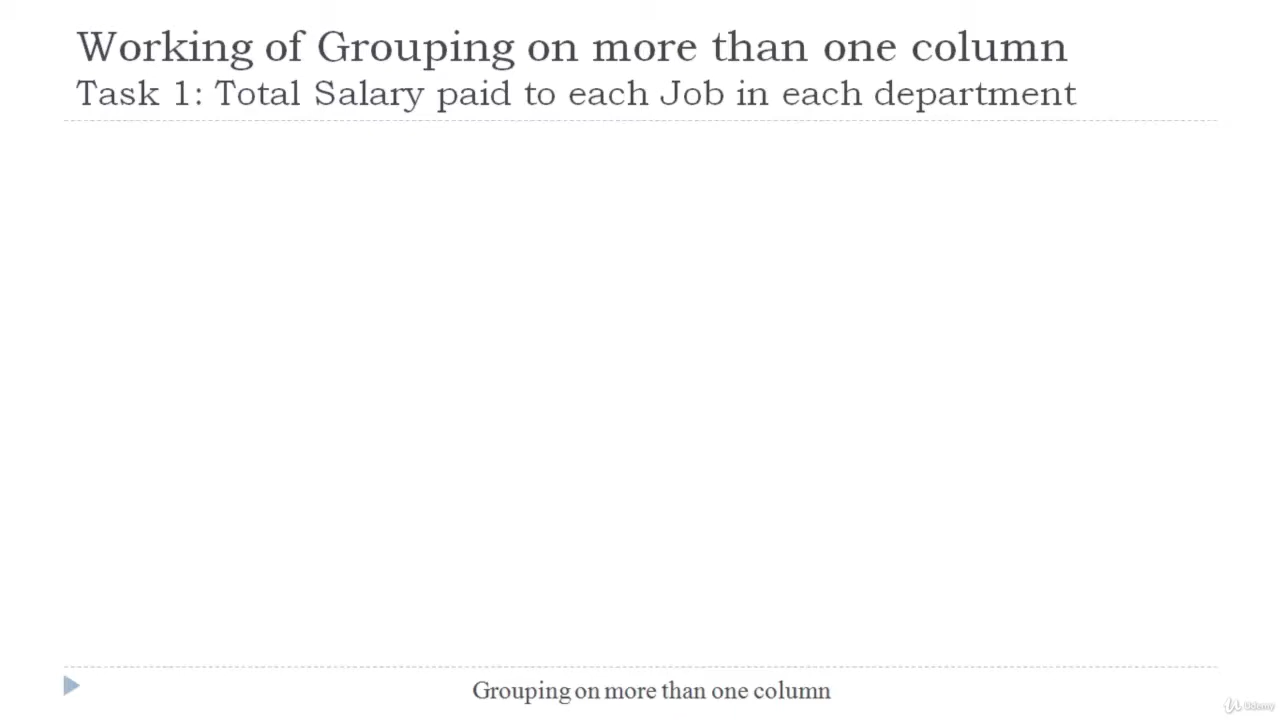 Working of Grouping on more than one column
Task 1: Total Salary paid to each Job in each department
Grouping on more than one column
Udemy